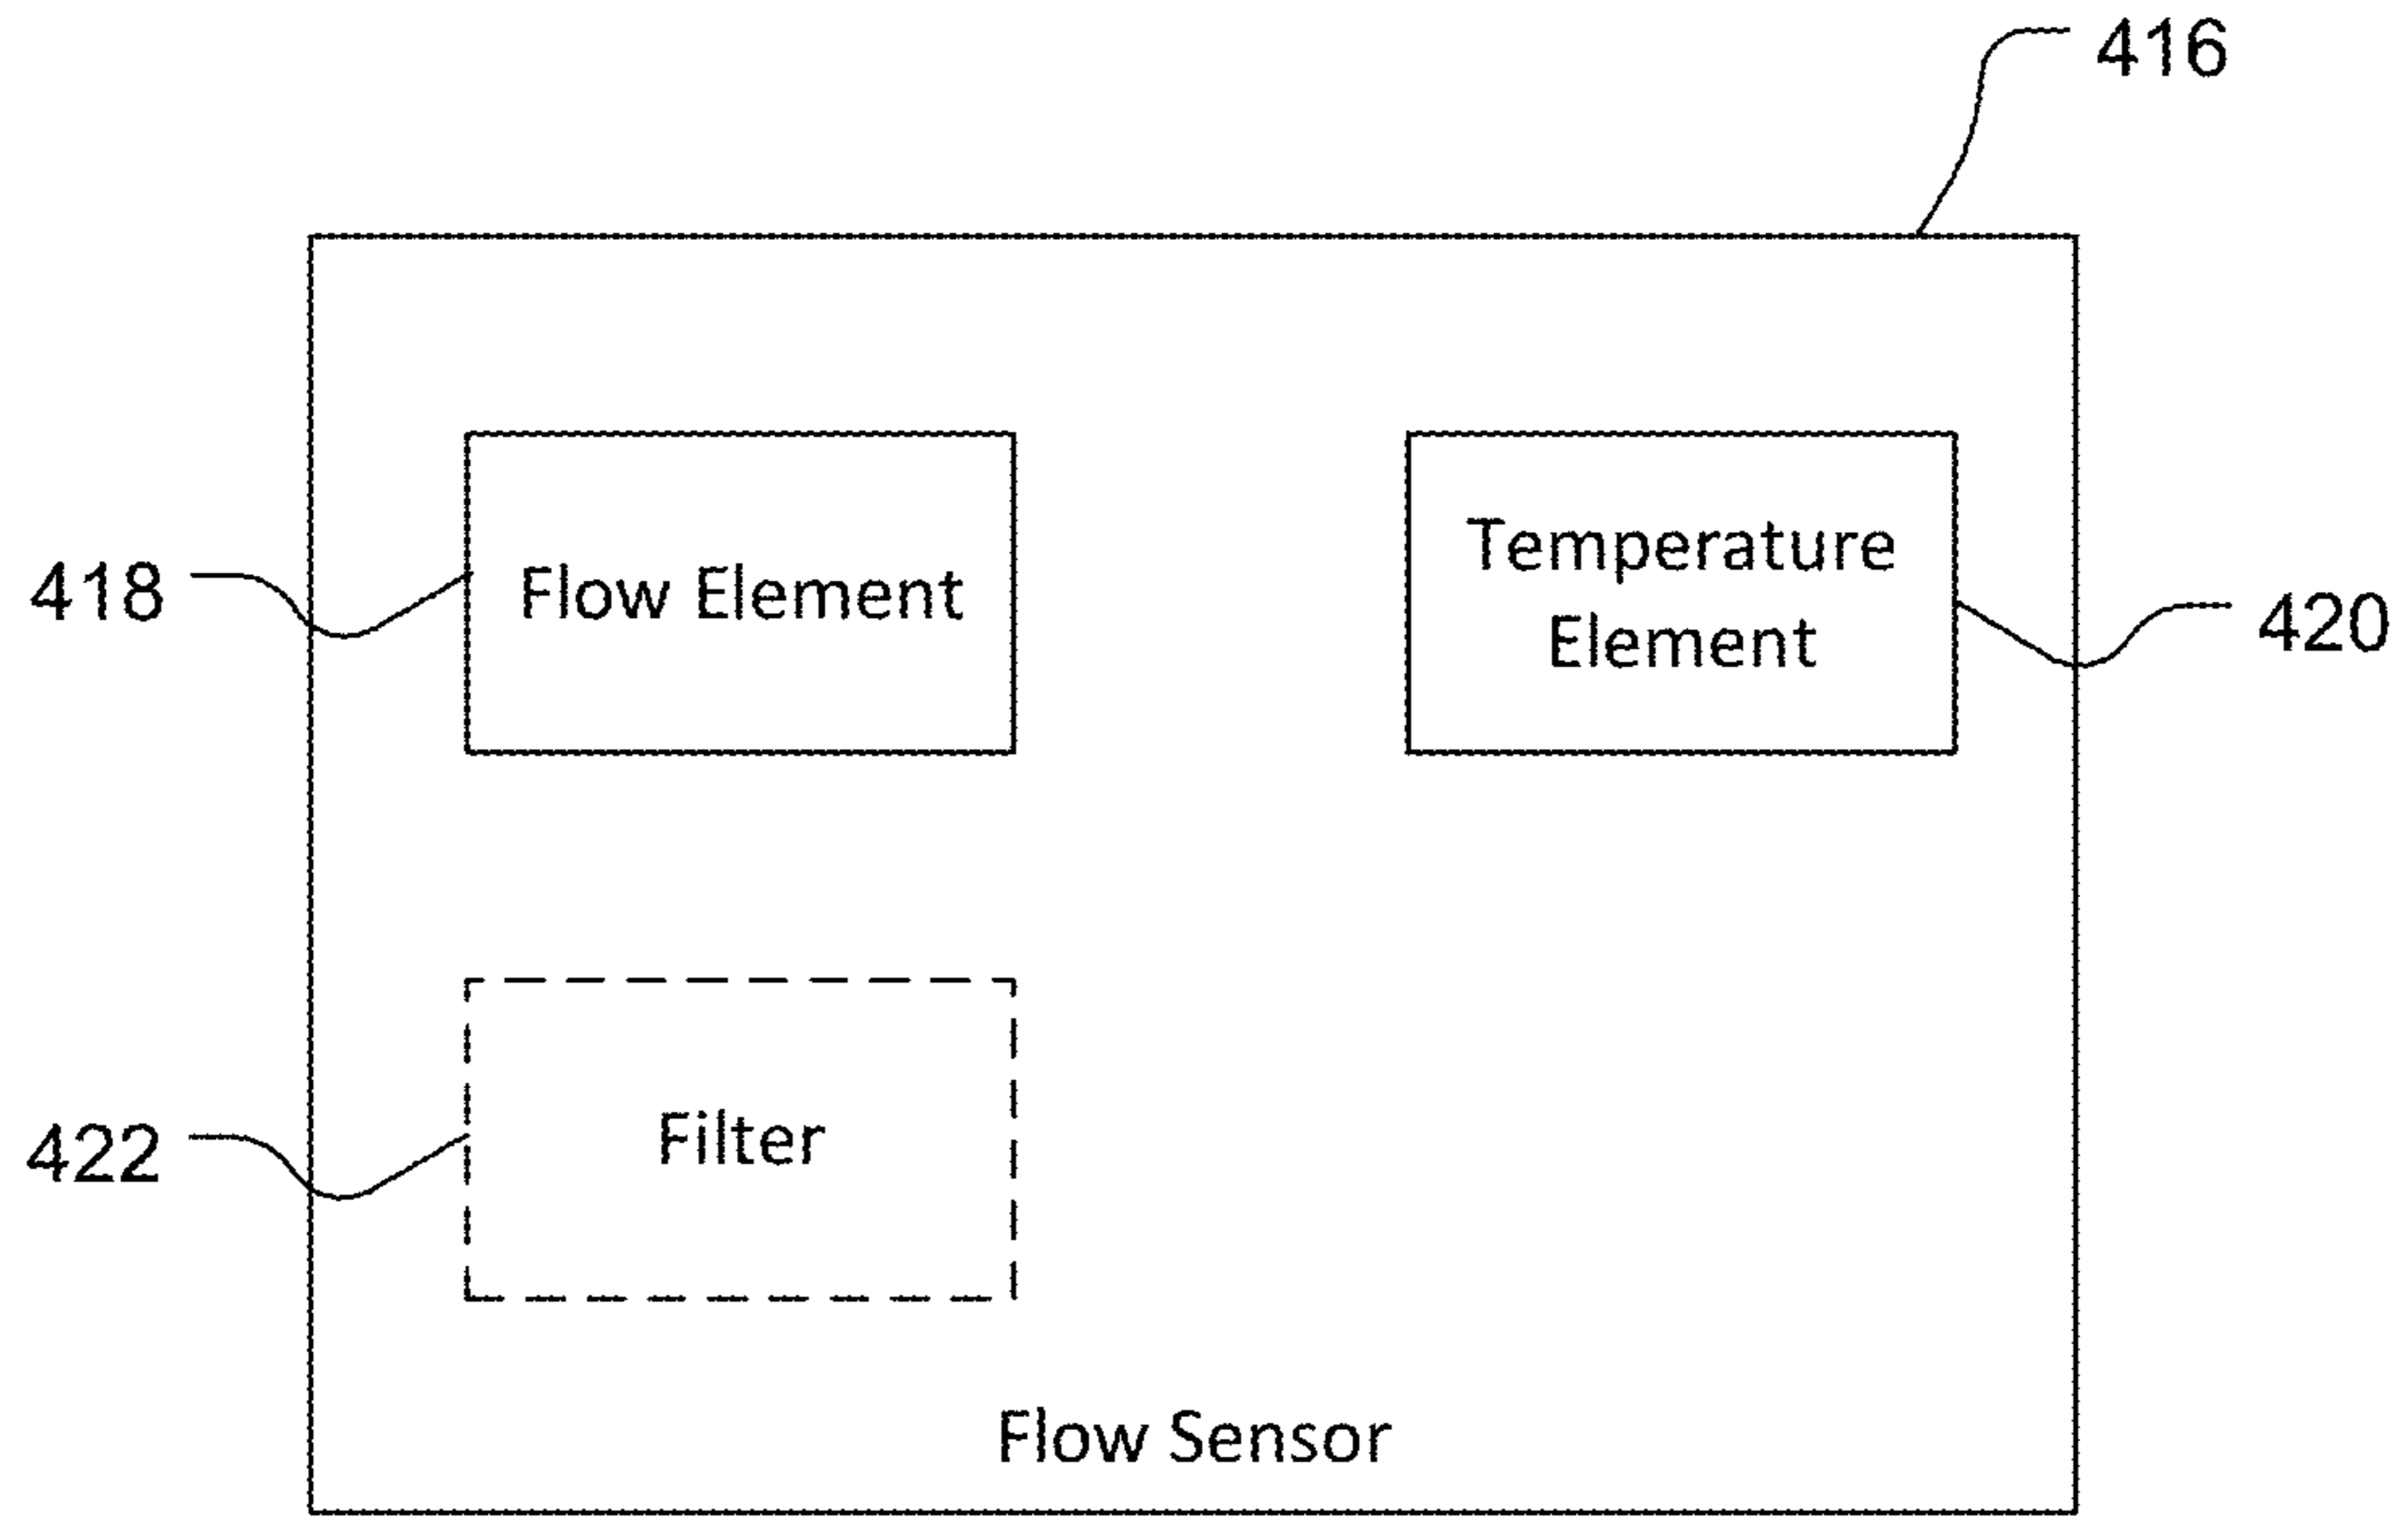 416
418
Flow Element
Temperature
Element
420
422
Filter
Flow Sensor